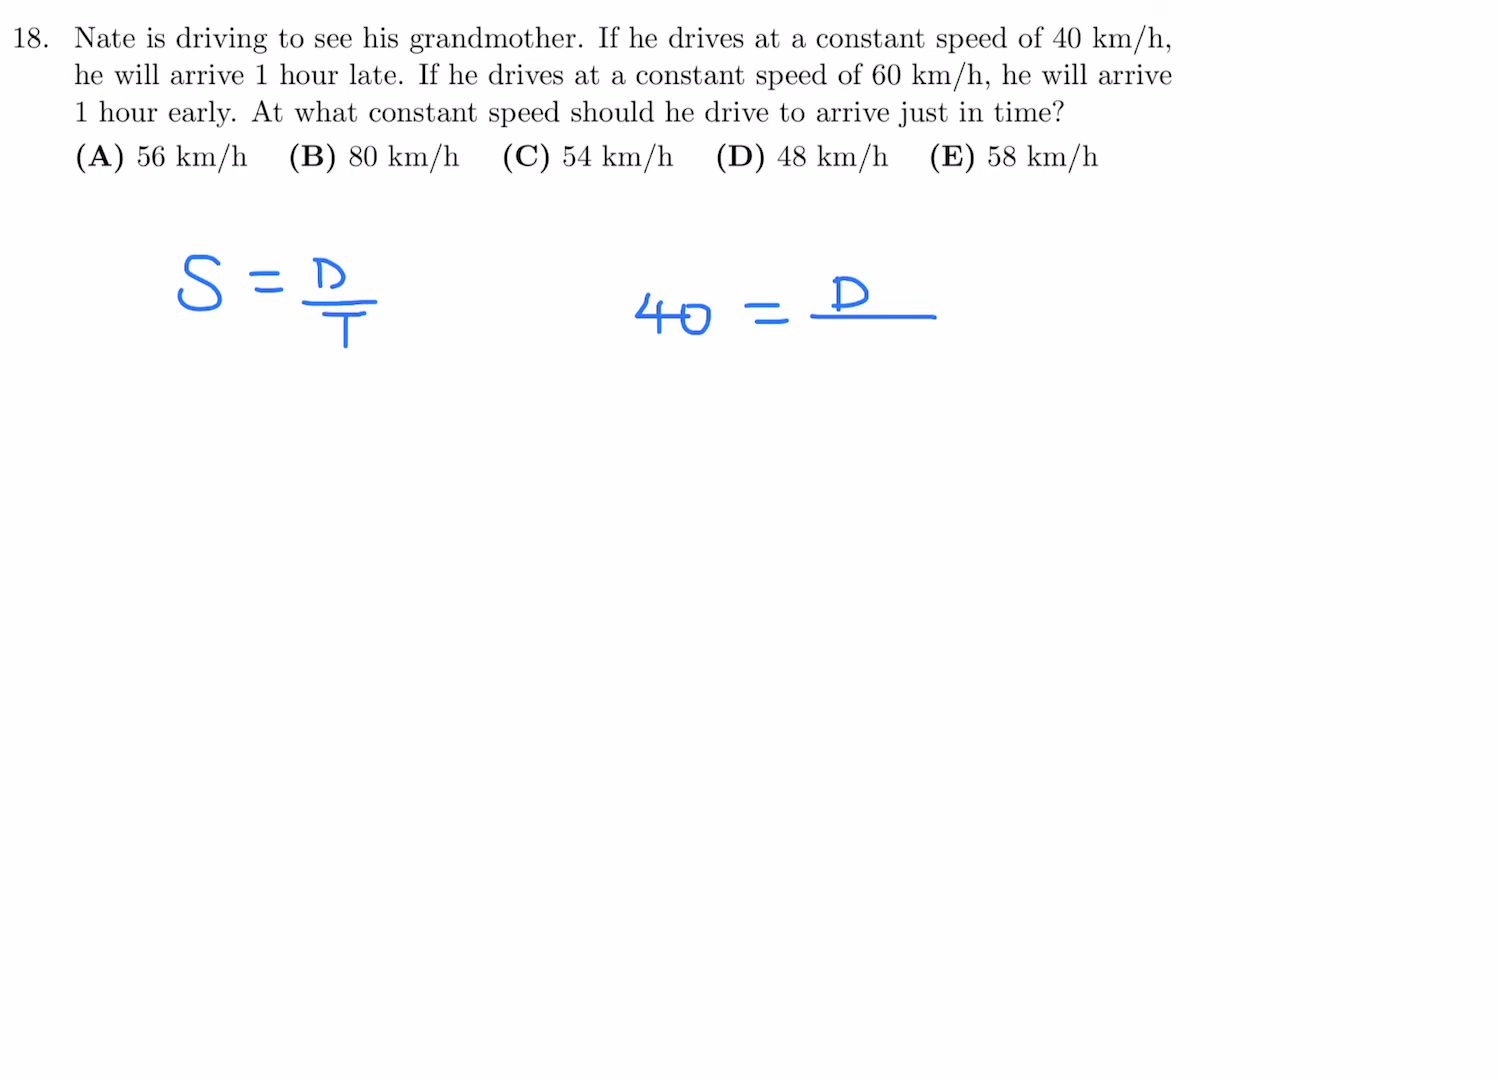 18. Nate is driving to see his grandmother. If he drives at a constant speed of 40 km/h,
he will arrive 1 hour late. If he drives at a constant speed of 60 km/h, he will arrive
1 hour early. At what constant speed should he drive to arrive just in time?
(A) 56 km/h (B) 80 km/h (C) 54 km/h (D) 48 km/h (E) 58 km/h
S = D/T 40 = D/